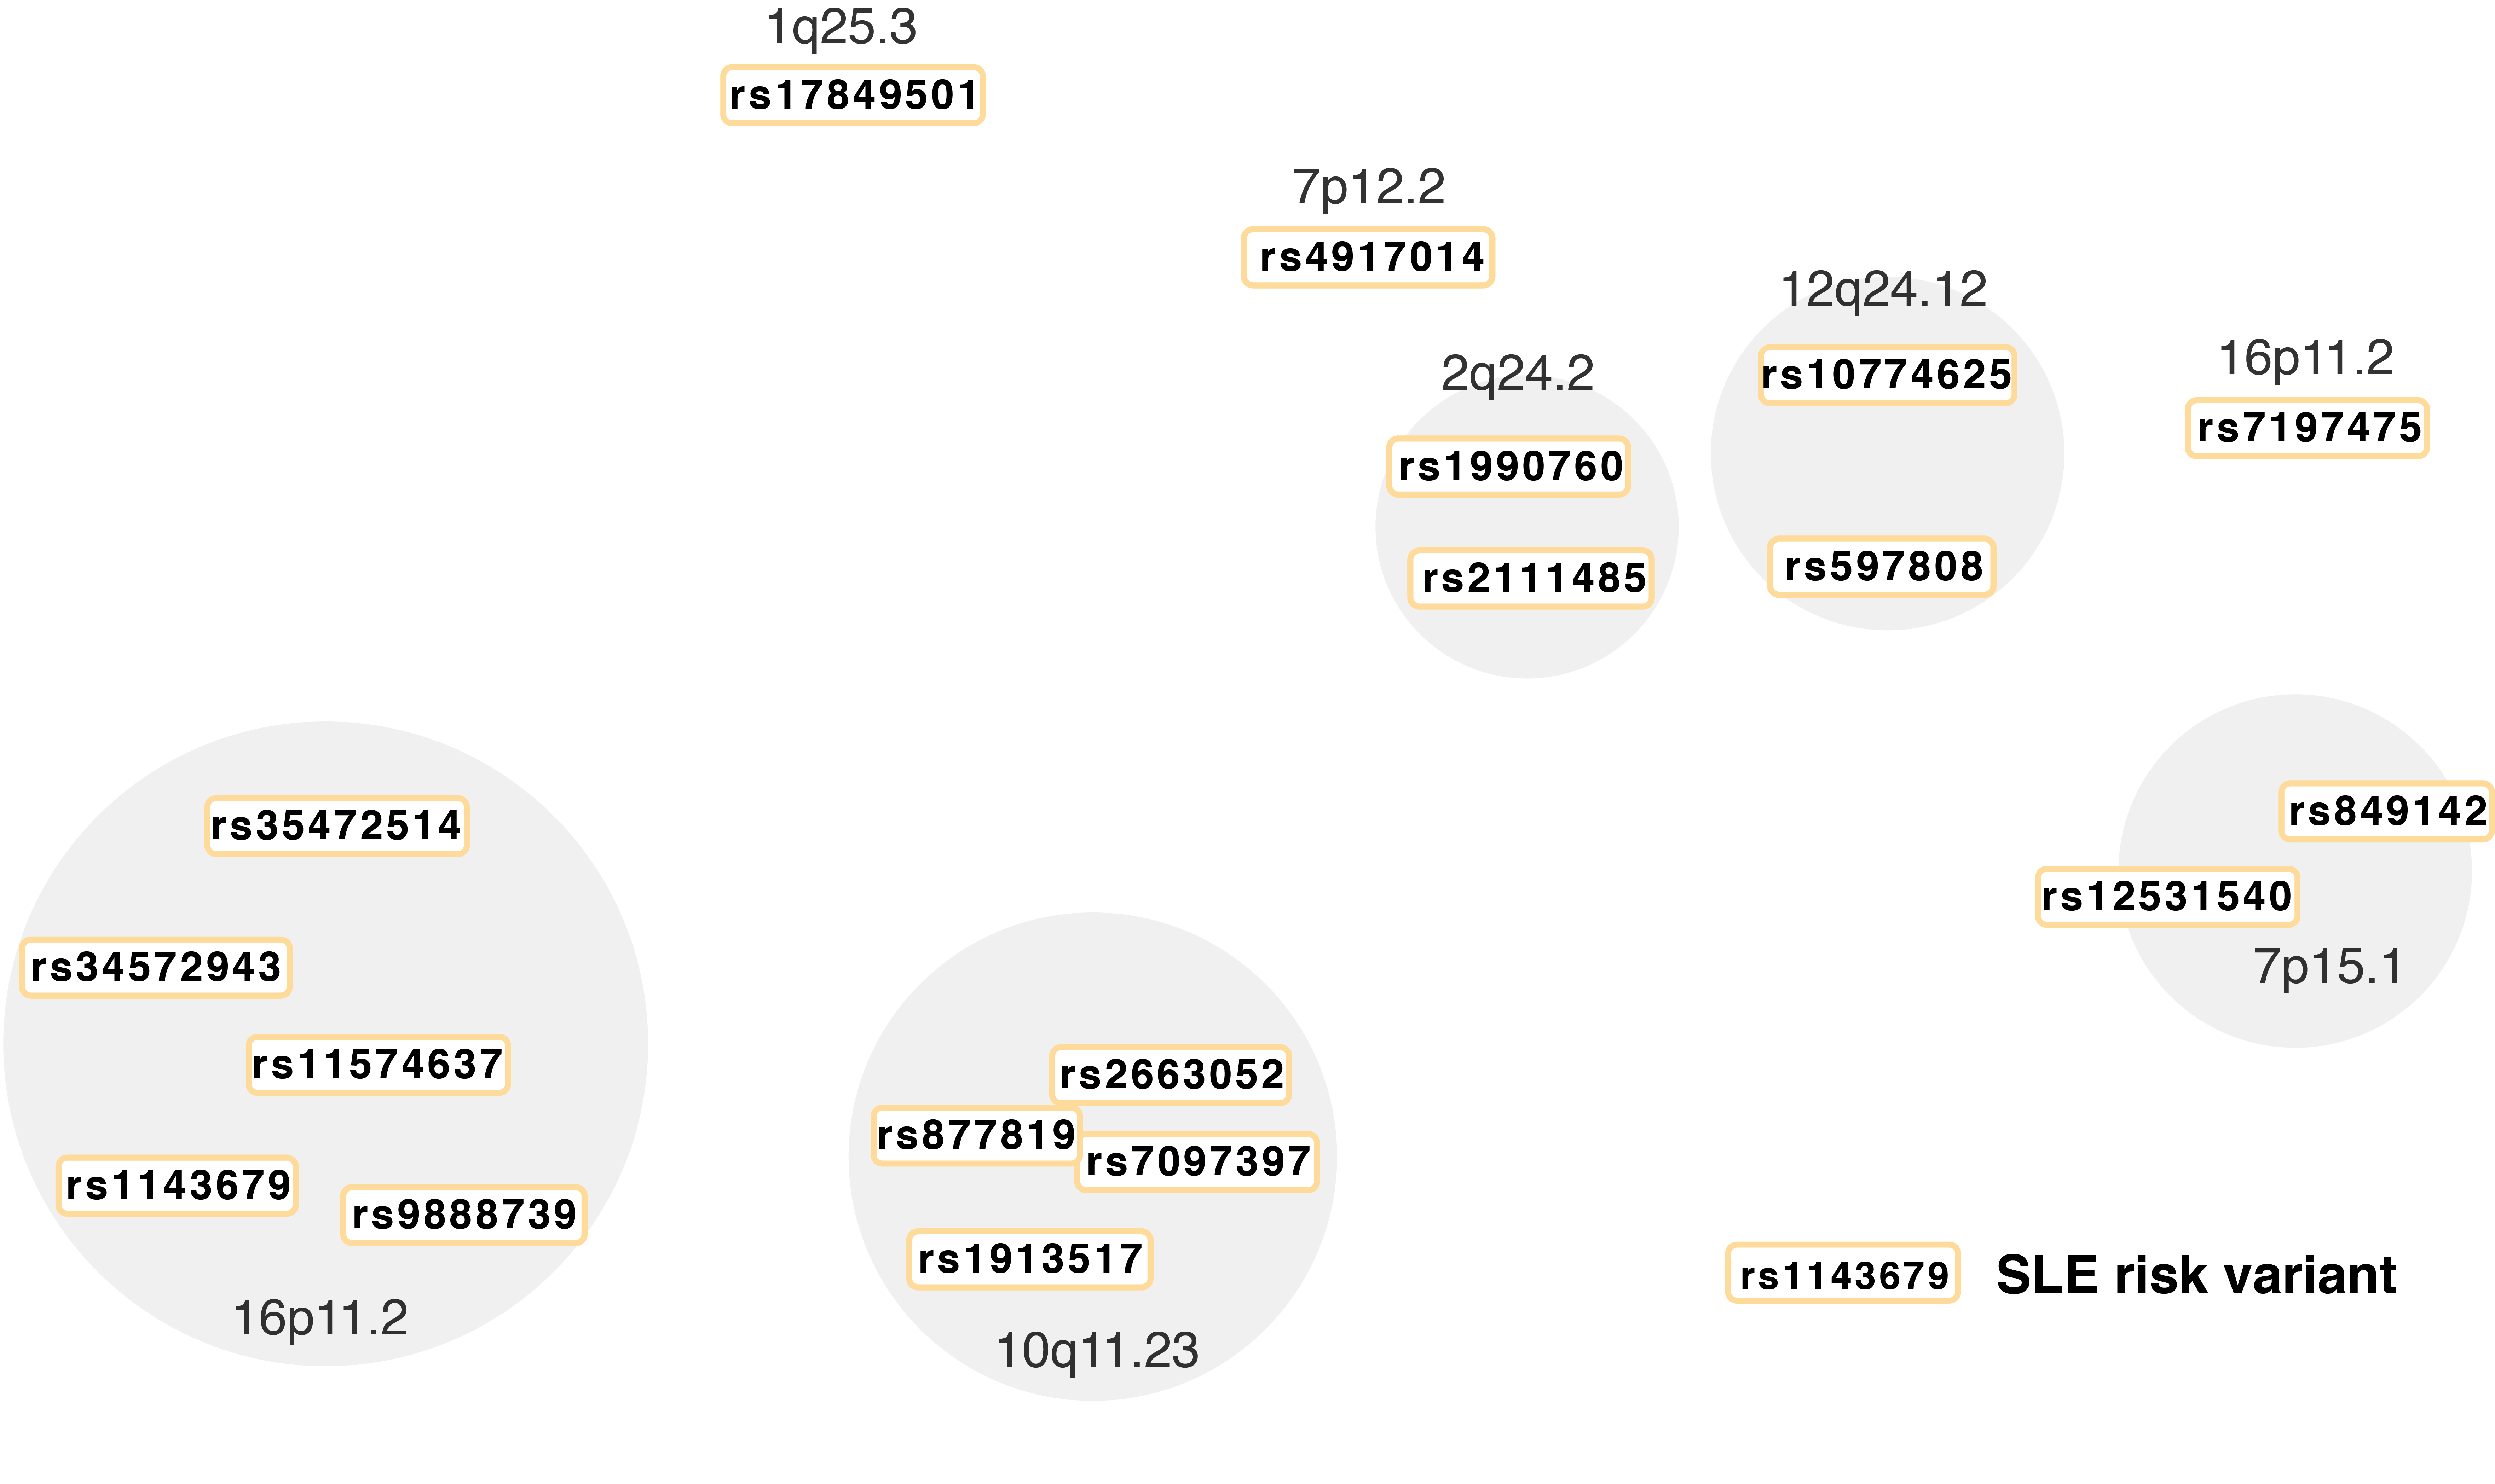 1q25.3
rs17849501
7p12.2
rs4917014
12q24.12
rs10774625
rs597808
2q24.2
rs1990760
rs2111485
16p11.2
rs7197475
rs849142
rs12531540
7p15.1
rs35472514
rs34572943
rs11574637
rs1143679
rs9888739
16p11.2
rs2663052
rs877819
rs7097397
rs1913517
10q11.23
rs1143679 SLE risk variant